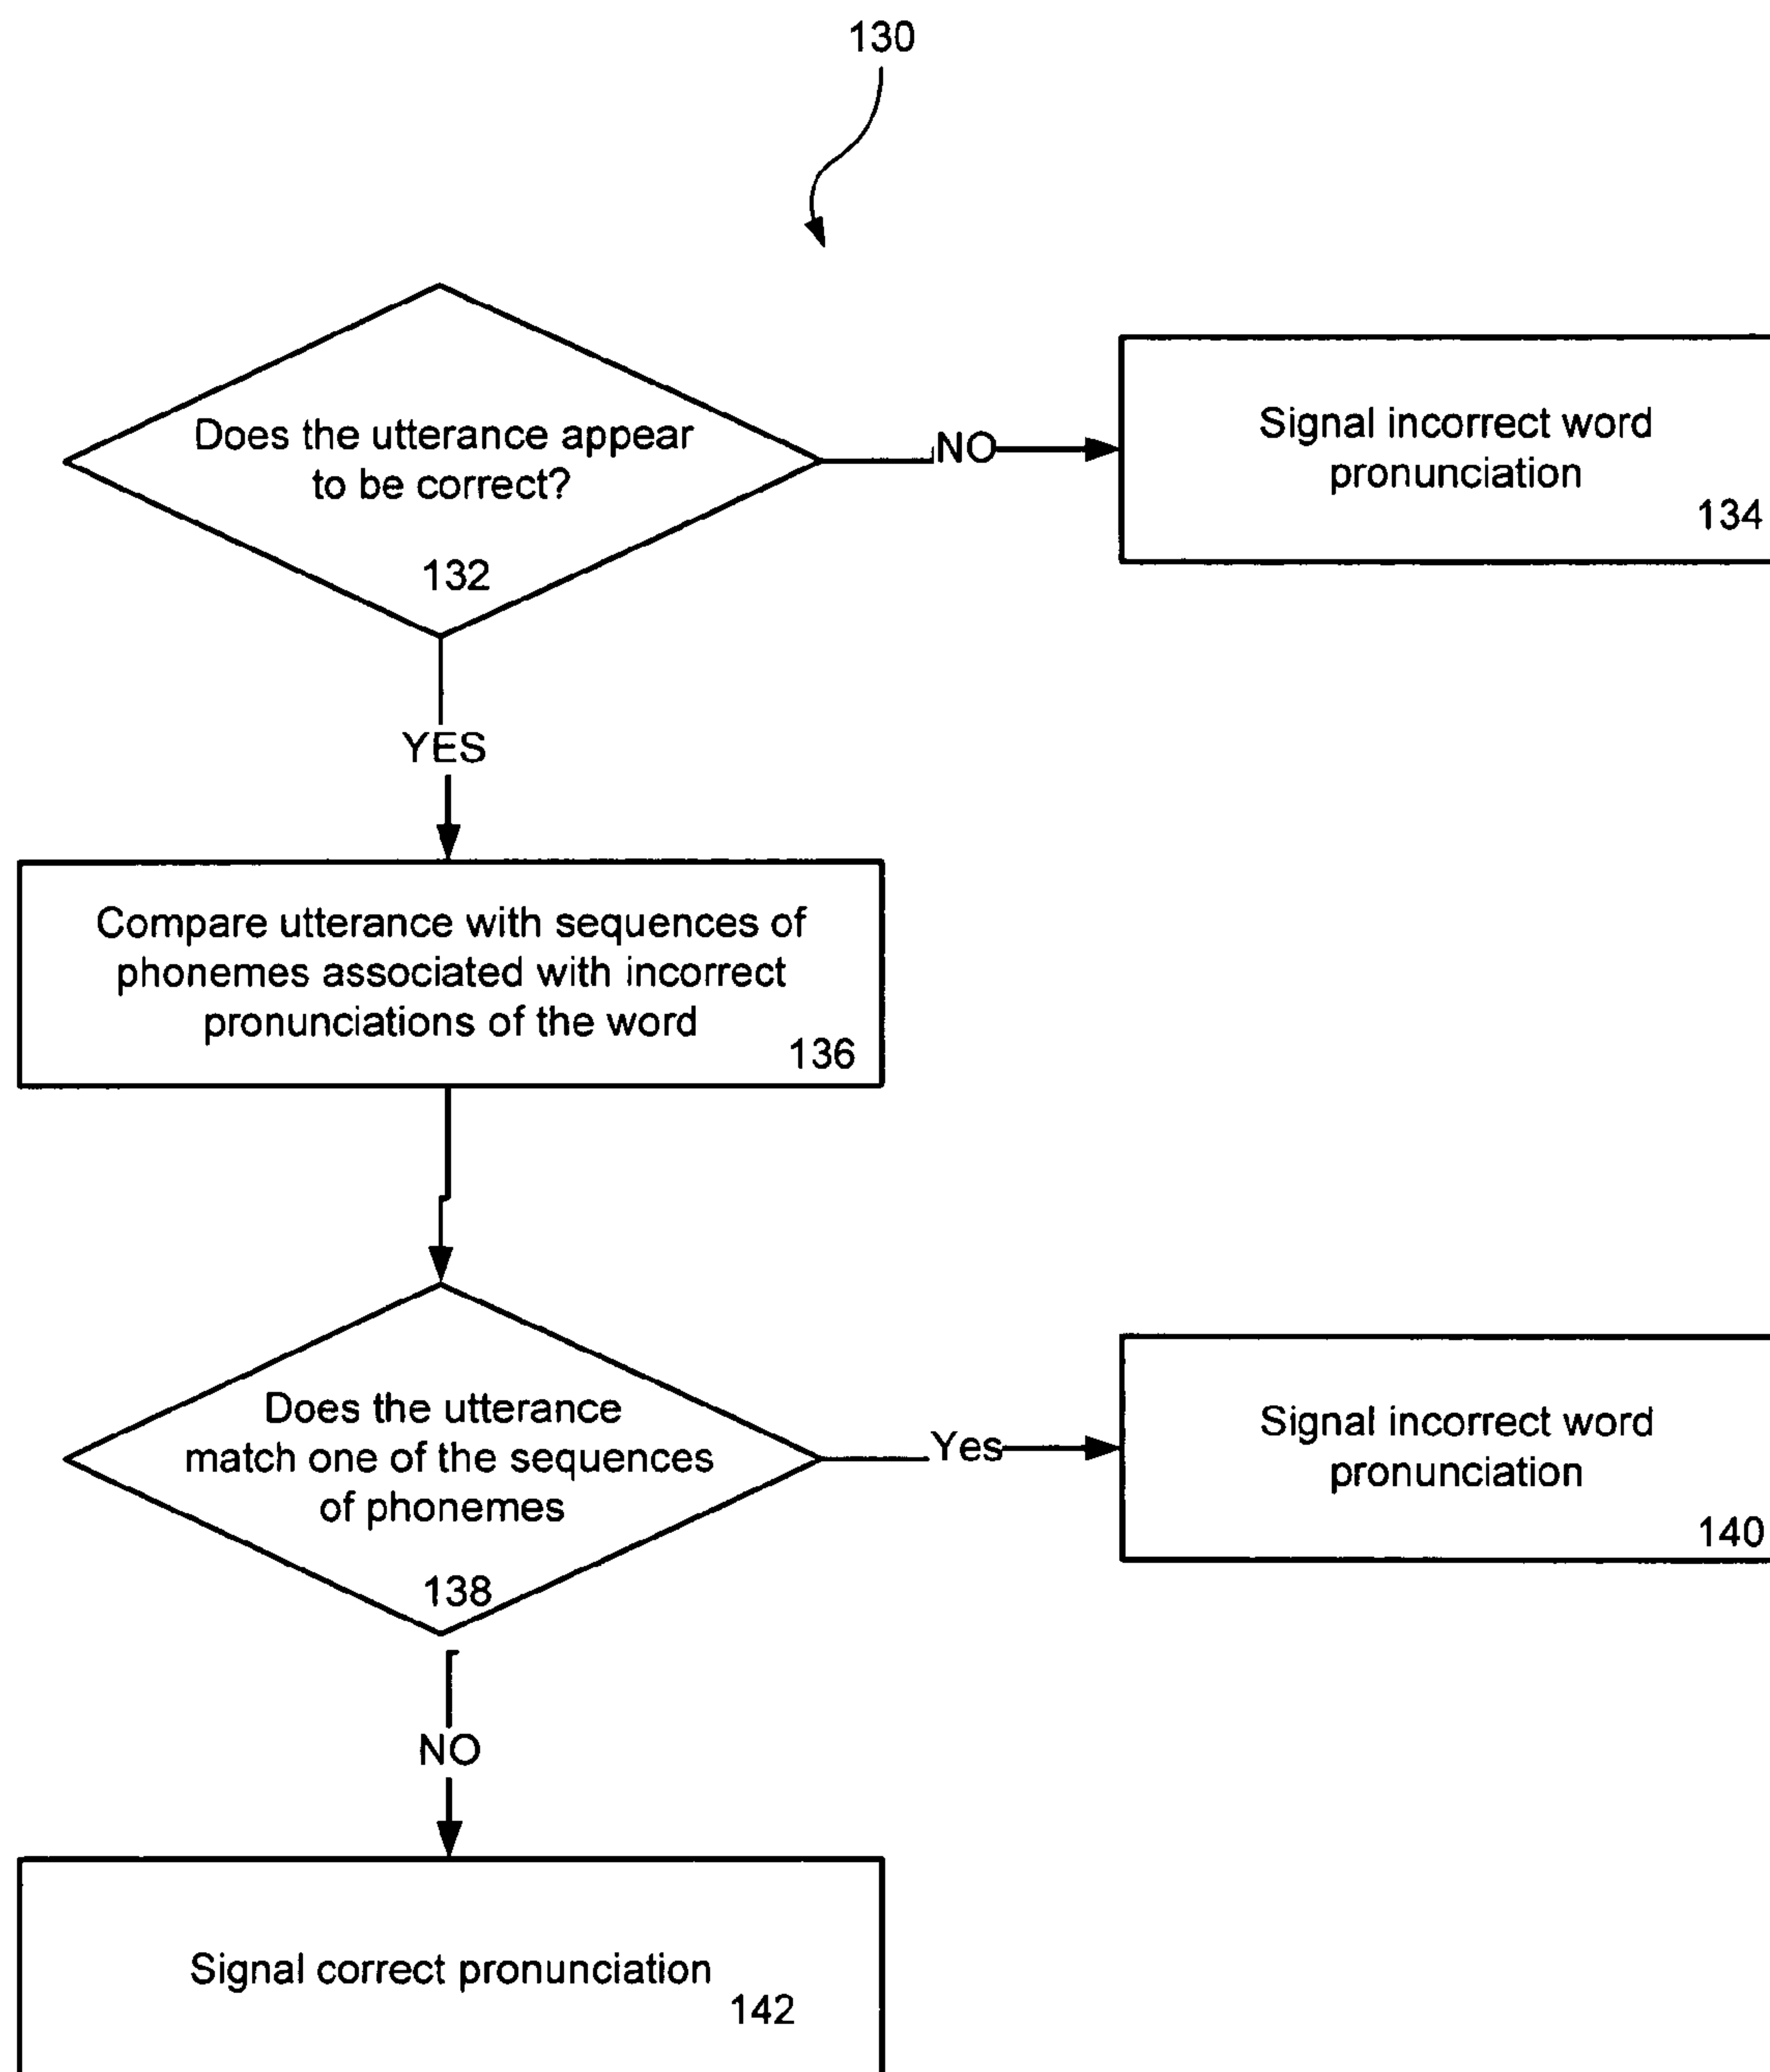 130
Does the utterance appear
to be correct?
132
NO
Signal incorrect word
pronunciation
134
YES
Compare utterance with sequences of
phonemes associated with incorrect
pronunciations of the word
136
Does the utterance
match one of the sequences
of phonemes
138
Yes
Signal incorrect word
pronunciation
140
NO
Signal correct pronunciation
142